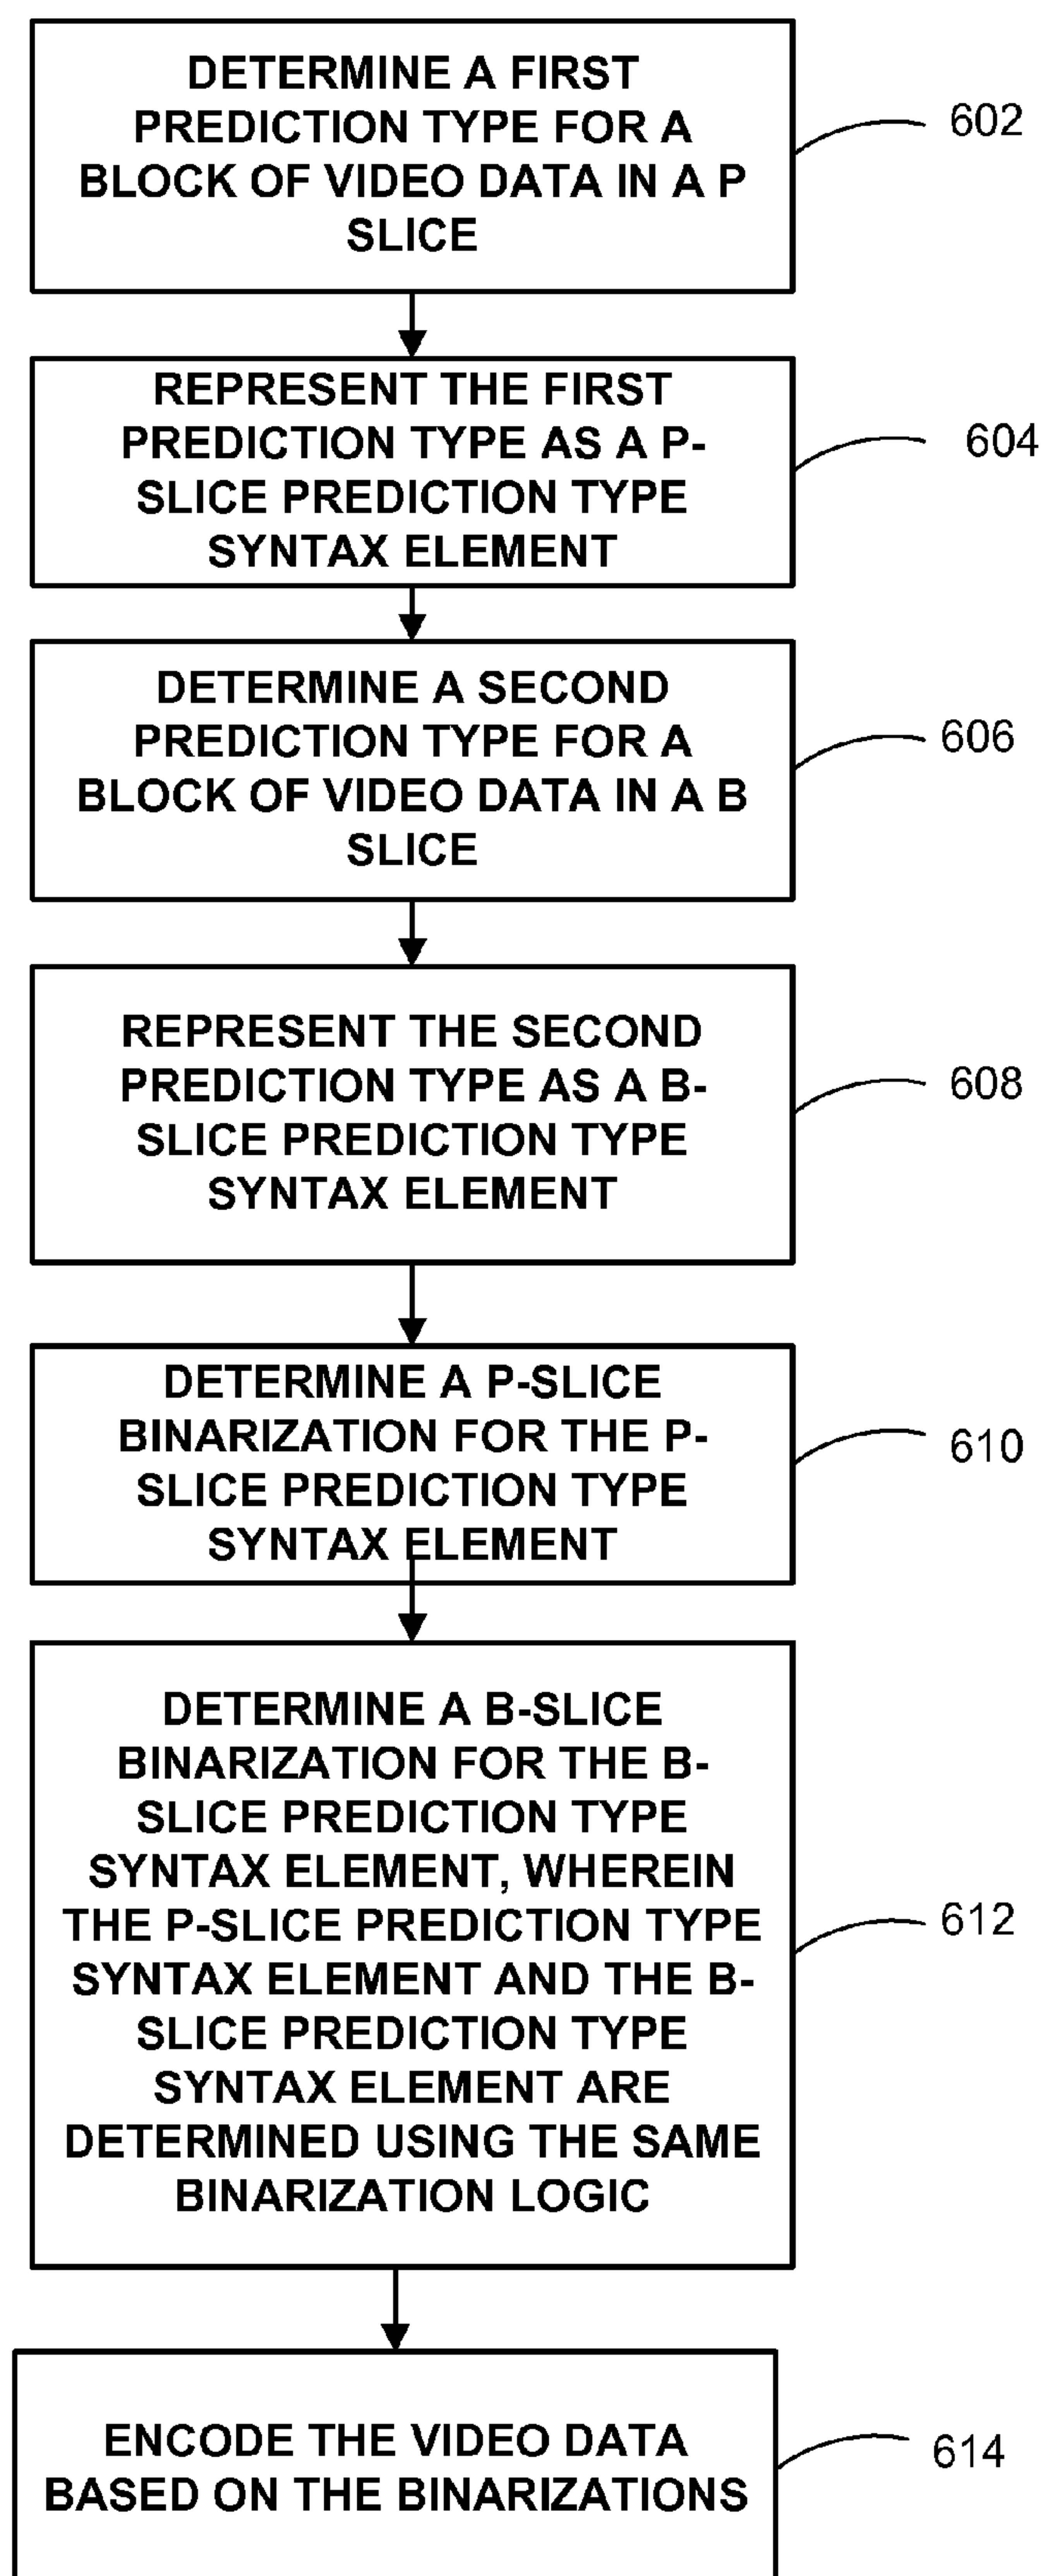 DETERMINE A FIRST
PREDICTION TYPE FOR A
BLOCK OF VIDEO DATA IN A P
SLICE
602
REPRESENT THE FIRST
PREDICTION TYPE AS A P-
SLICE PREDICTION TYPE
SYNTAX ELEMENT
604
DETERMINE A SECOND
PREDICTION TYPE FOR A
BLOCK OF VIDEO DATA IN A B
SLICE
606
REPRESENT THE SECOND
PREDICTION TYPE AS A B-
SLICE PREDICTION TYPE
SYNTAX ELEMENT
608
DETERMINE A P-SLICE
BINARIZATION FOR THE P-
SLICE PREDICTION TYPE
SYNTAX ELEMENT
610
DETERMINE A B-SLICE
BINARIZATION FOR THE B-
SLICE PREDICTION TYPE
SYNTAX ELEMENT, WHEREIN
THE P-SLICE PREDICTION TYPE
SYNTAX ELEMENT AND THE B-
SLICE PREDICTION TYPE
SYNTAX ELEMENT ARE
DETERMINED USING THE SAME
BINARIZATION LOGIC
612
ENCODE THE VIDEO DATA
BASED ON THE BINARIZATIONS
614